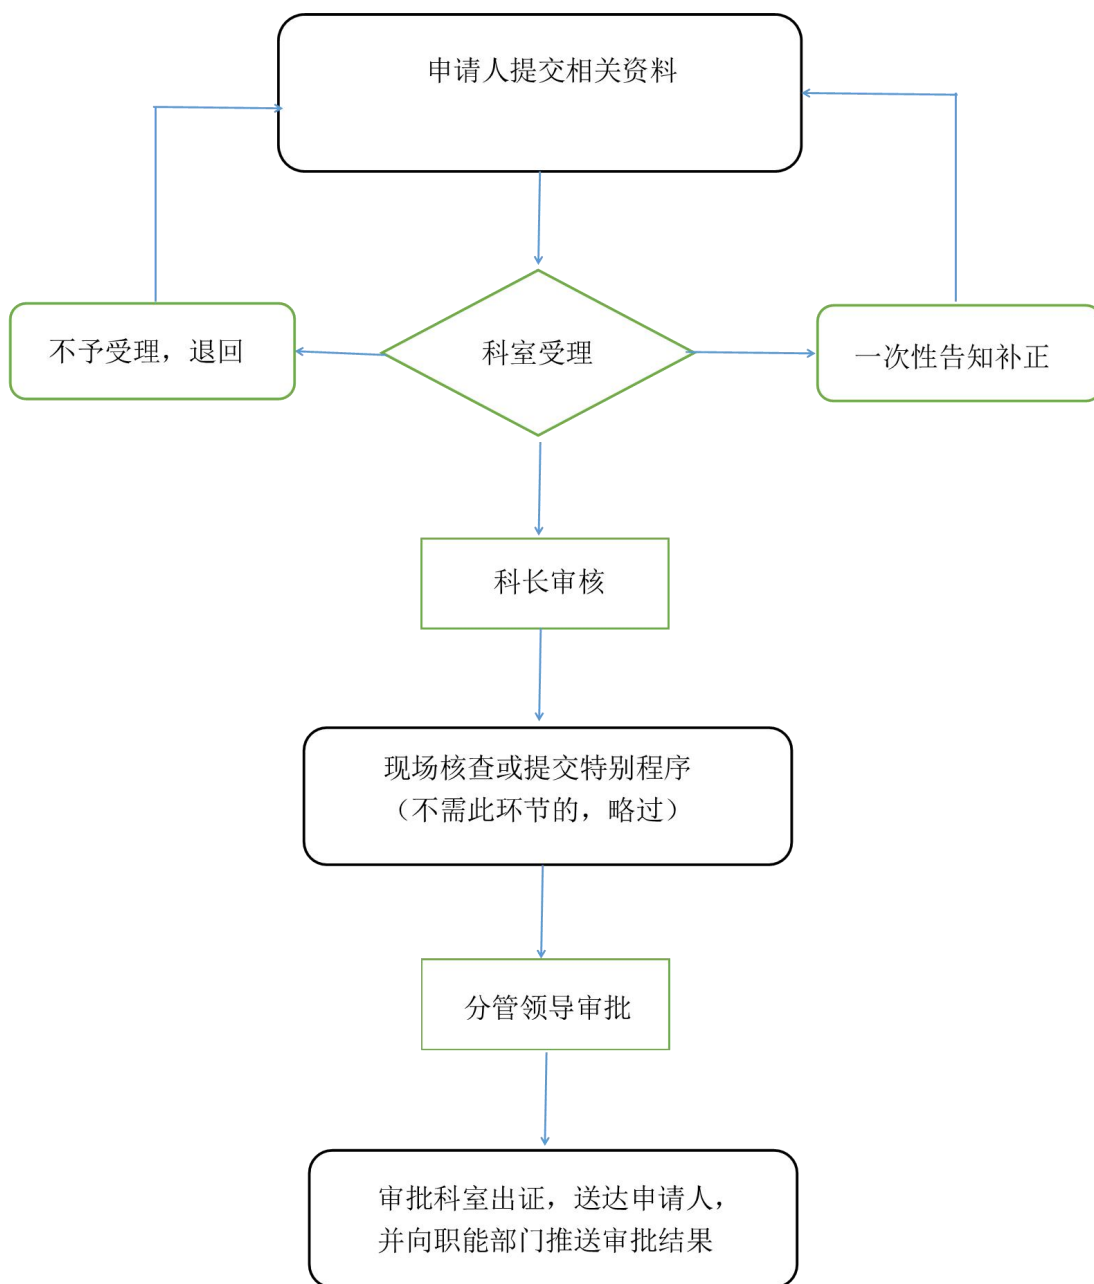 申请人提交相关资料
不予受理，退回
科室受理
一次性告知补正
科长审核
现场核查或提交特别程序
（不需此环节的，略过）
分管领导审批
审批科室出证，送达申请人，
并向职能部门推送审批结果